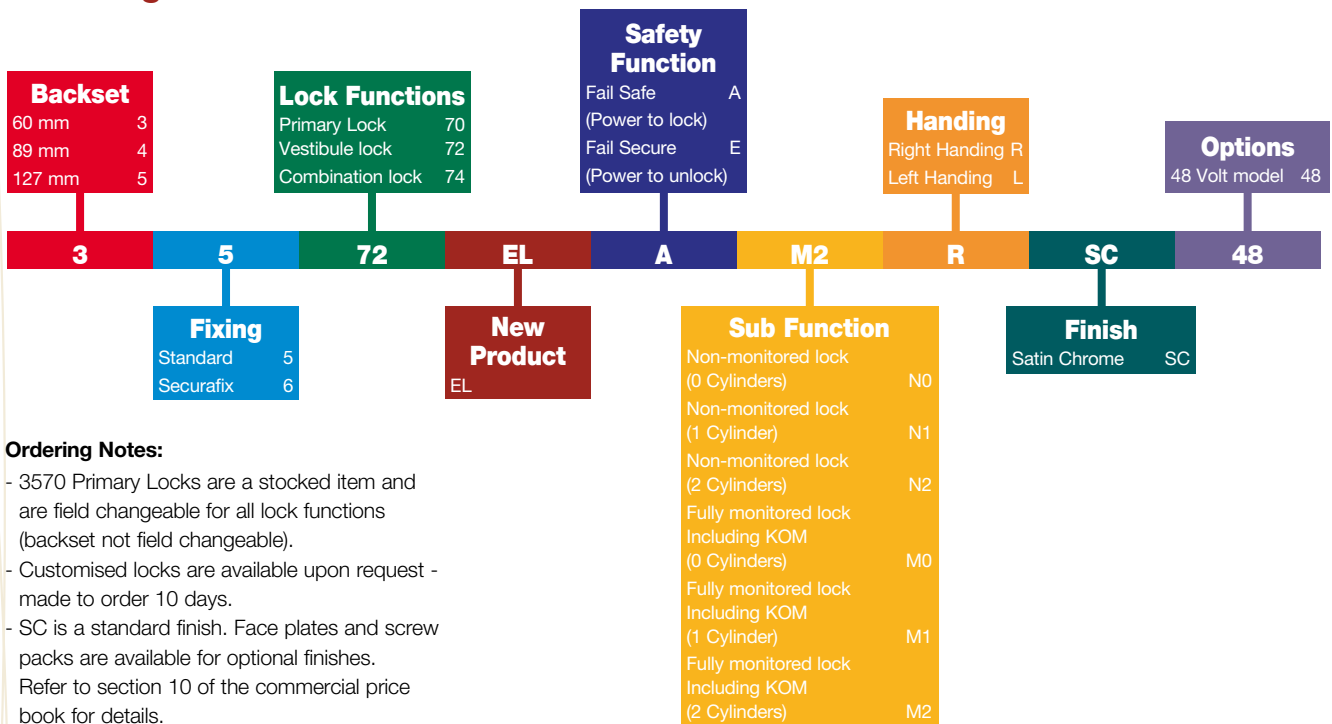 Safety
Function
Fail Safe A
(Power to lock)
Fail Secure E
(Power to unlock)
Backset
60 mm 3
89 mm 4
127 mm 5
Lock Functions
Primary Lock 70
Vestibule lock 72
Combination lock 74
Handing
Right Handing R
Left Handing L
Options
48 Volt model 48
3 5 72 EL A M2 R SC 48
Fixing
Standard 5
Securafix 6
New
Product
EL
Sub Function
Non-monitored lock
(0 Cylinders) N0
Non-monitored lock
(1 Cylinder) N1
Non-monitored lock
(2 Cylinders) N2
Fully monitored lock
Including KOM
(0 Cylinders) M0
Fully monitored lock
Including KOM
(1 Cylinder) M1
Fully monitored lock
Including KOM
(2 Cylinders) M2
Finish
Satin Chrome SC
Ordering Notes:
- 3570 Primary Locks are a stocked item and
are field changeable for all lock functions
(backset not field changeable).
- Customised locks are available upon request -
made to order 10 days.
- SC is a standard finish. Face plates and screw
packs are available for optional finishes.
Refer to section 10 of the commercial price
book for details.